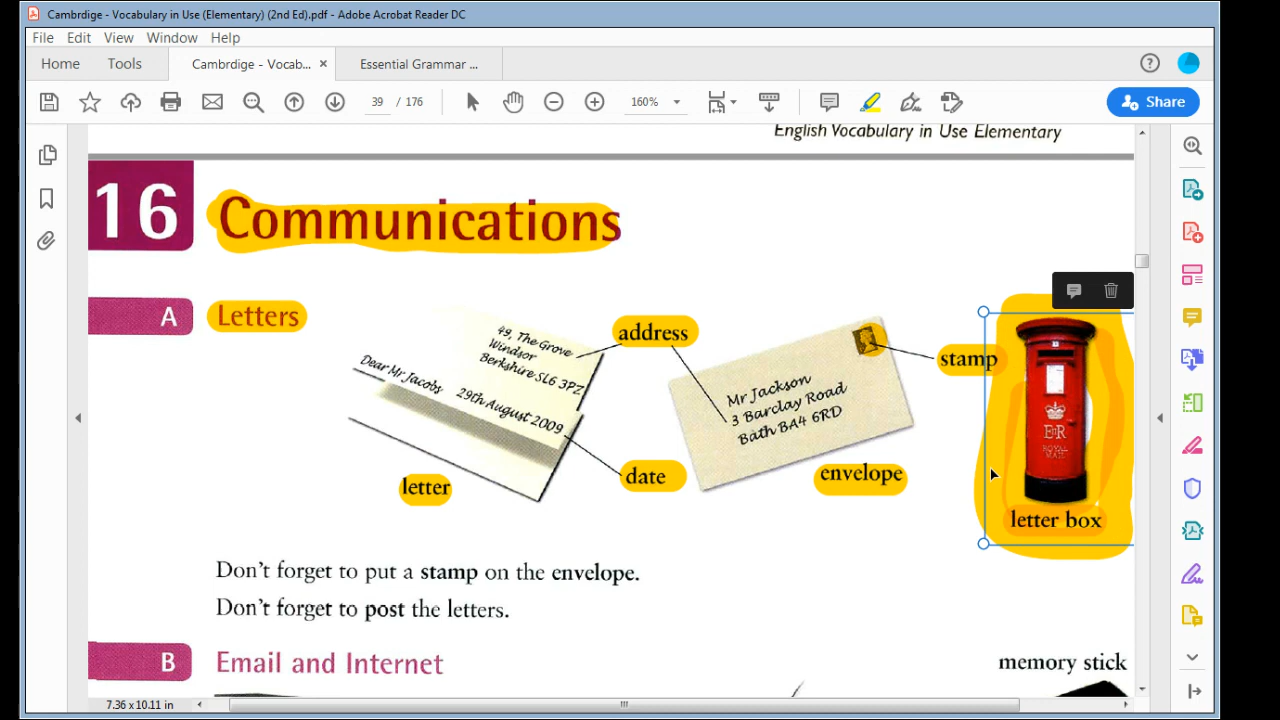 Cambrdige - Vocabulary in Use (Elementary) (2nd Ed).pdf - Adobe Acrobat Reader DC
File Edit View Window Help
Home Tools Cambrdige - Vocab... × Essential Grammar ...
39 / 176 160% Share
English Vocabulary in Use Elementary
16 Communications
A Letters
49, The Grove
Windsor
Berkshire SL6 3PZ
Dear Mr Jacobs 29th August 2009
address
letter
date
Mr Jackson
3 Barclay Road
Bath BA4 6RD
envelope
stamp
E R
ROYAL
MAIL
letter box
Don't forget to put a stamp on the envelope.
Don't forget to post the letters.
B Email and Internet
memory stick
7.36 x 10.11 in